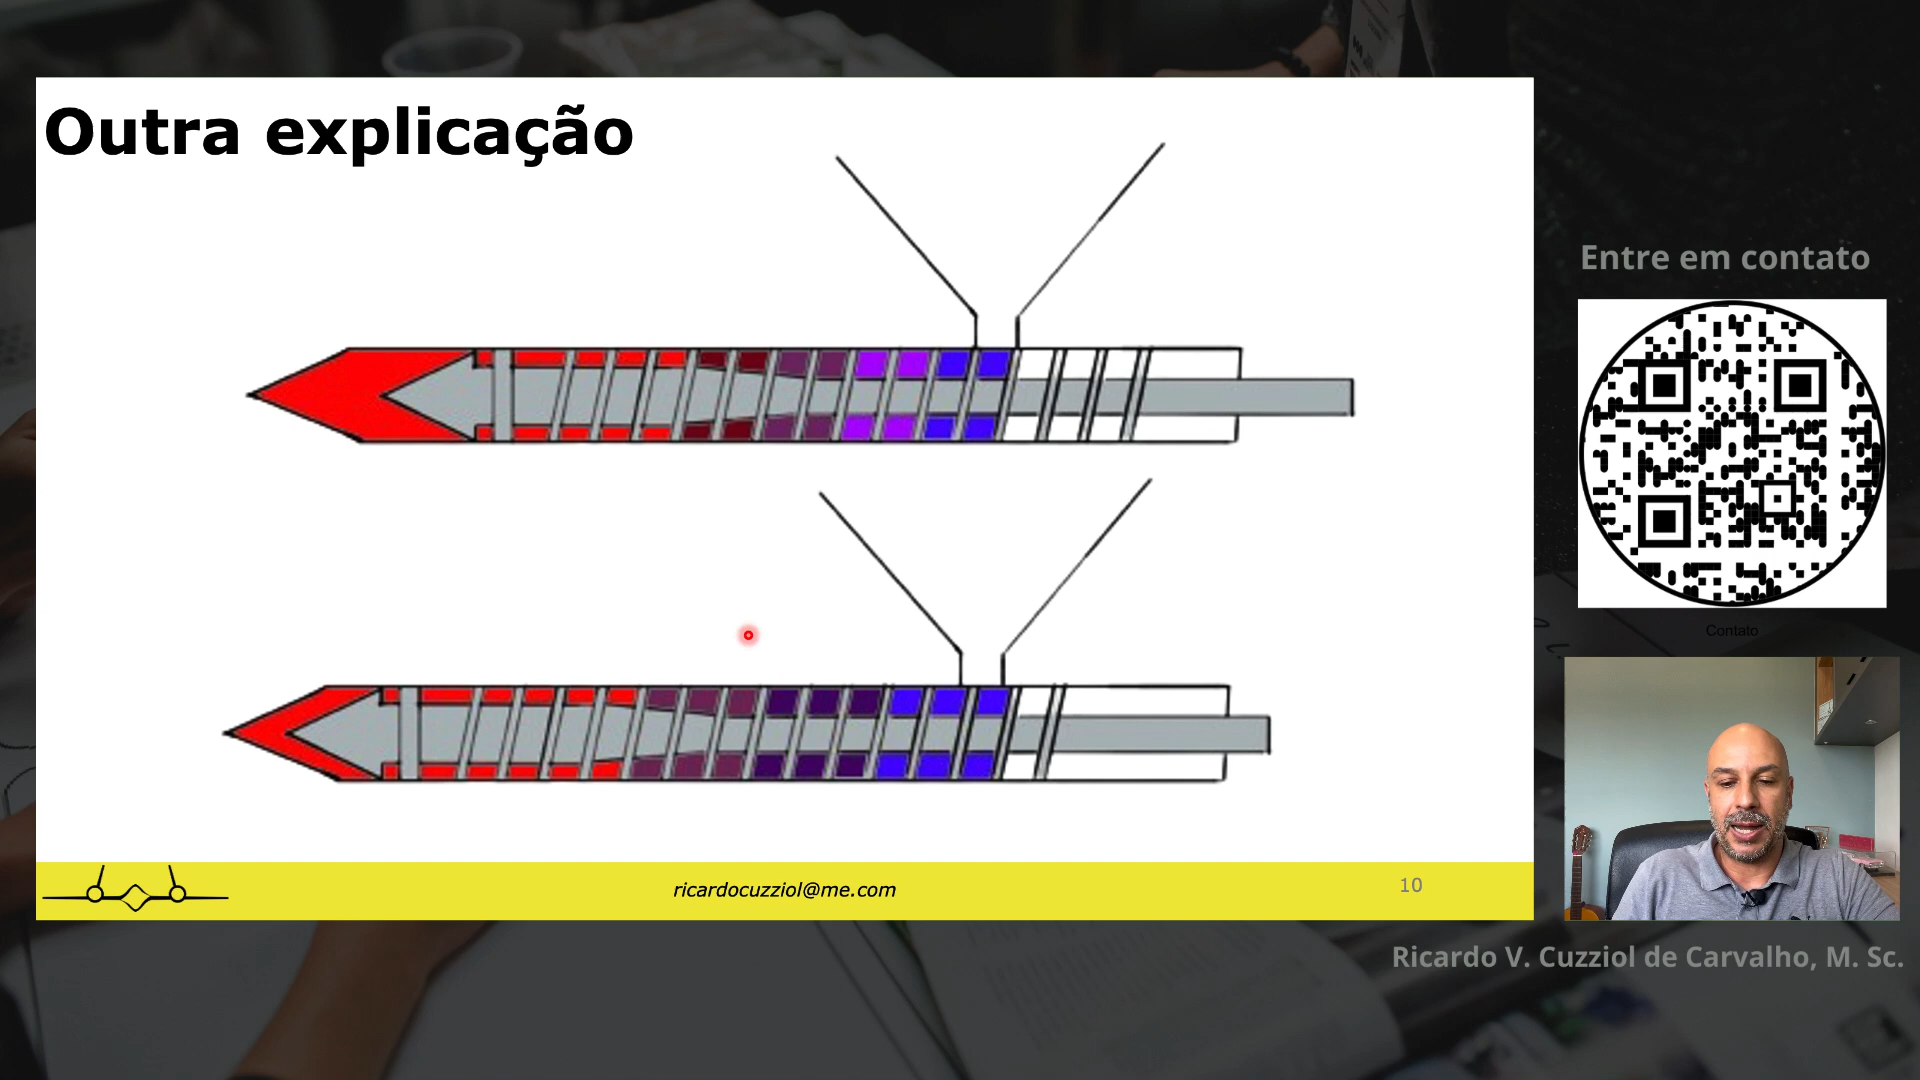 Outra explicação
Entre em contato
Contato
ricardocuzziol@me.com
10
Ricardo V. Cuzziol de Carvalho, M. Sc.